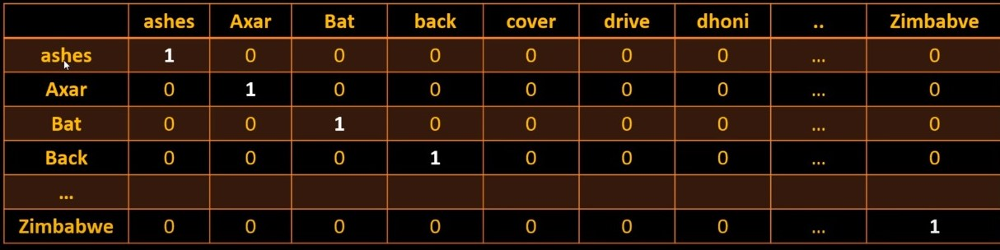 ashes Axar Bat back cover drive dhoni .. Zimbabve
ashes 1 0 0 0 0 0 0 ... 0
Axar 0 1 0 0 0 0 0 ... 0
Bat 0 0 1 0 0 0 0 ... 0
Back 0 0 0 1 0 0 0 ... 0
...
Zimbabwe 0 0 0 0 0 0 0 ... 1